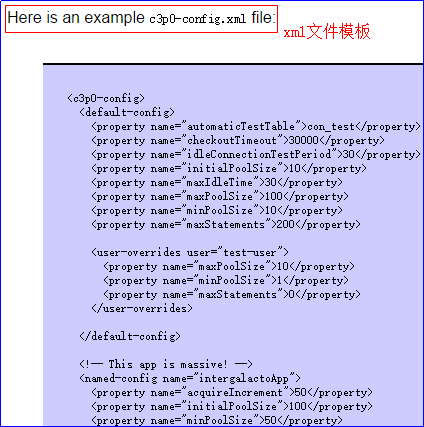 Here is an example c3p0-config.xml file:
xml文件模板
<c3p0-config>
<default-config>
<property name="automaticTestTable">con_test</property>
<property name="checkoutTimeout">30000</property>
<property name="idleConnectionTestPeriod">30</property>
<property name="initialPoolSize">10</property>
<property name="maxIdleTime">30</property>
<property name="maxPoolSize">100</property>
<property name="minPoolSize">10</property>
<property name="maxStatements">200</property>
<user-overrides user="test-user">
<property name="maxPoolSize">10</property>
<property name="minPoolSize">1</property>
<property name="maxStatements">0</property>
</user-overrides>
</default-config>
<!-- This app is massive! -->
<named-config name="intergalactoApp">
<property name="acquireIncrement">50</property>
<property name="initialPoolSize">100</property>
<property name="minPoolSize">50</property>